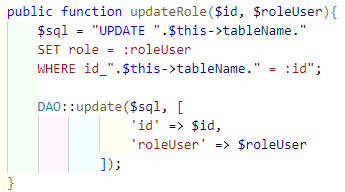 public function updateRole($id, $roleUser){
$sql = "UPDATE ".$this->tableName."
SET role = :roleUser
WHERE id_".$this->tableName." = :id";
DAO::update($sql, [
'id' => $id,
'roleUser' => $roleUser
]);
}